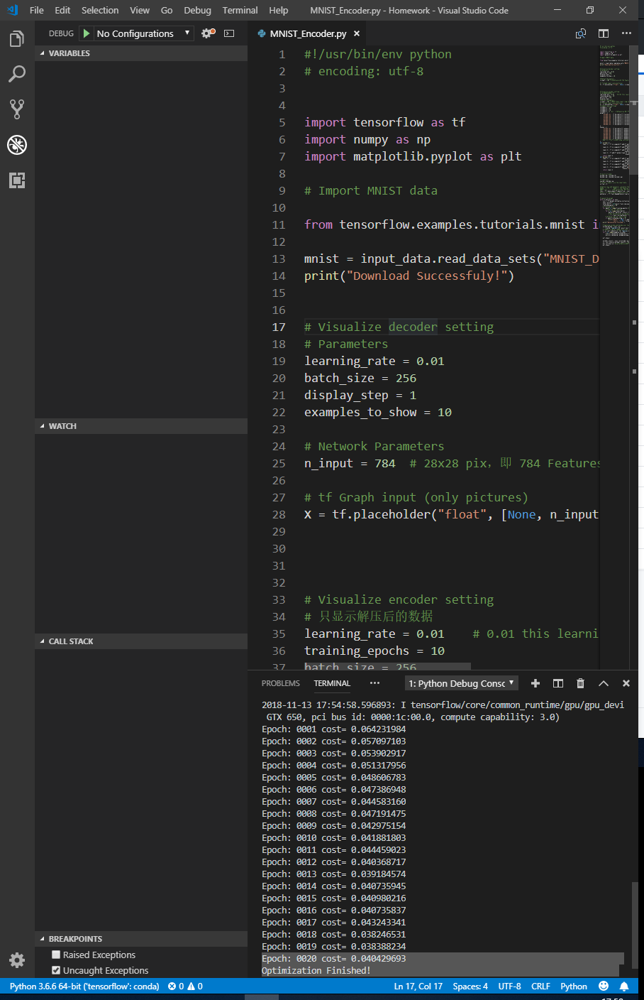 File Edit Selection View Go Debug Terminal Help MNIST_Encoder.py - Homework - Visual Studio Code
DEBUG No Configurations
VARIABLES
WATCH
CALL STACK
BREAKPOINTS
Raised Exceptions
Uncaught Exceptions
MNIST_Encoder.py
1 #!/usr/bin/env python
2 # encoding: utf-8
3
4
5 import tensorflow as tf
6 import numpy as np
7 import matplotlib.pyplot as plt
8
9 # Import MNIST data
10
11 from tensorflow.examples.tutorials.mnist i
12
13 mnist = input_data.read_data_sets("MNIST_D
14 print("Download Successfuly!")
15
16
17 # Visualize decoder setting
18 # Parameters
19 learning_rate = 0.01
20 batch_size = 256
21 display_step = 1
22 examples_to_show = 10
23
24 # Network Parameters
25 n_input = 784  # 28x28 pix，即 784 Features
26
27 # tf Graph input (only pictures)
28 X = tf.placeholder("float", [None, n_input
29
30
31
32
33 # Visualize encoder setting
34 # 只显示解压后的数据
35 learning_rate = 0.01    # 0.01 this learni
36 training_epochs = 10
37 batch_size = 256
PROBLEMS TERMINAL ··· 1: Python Debug Consc
2018-11-13 17:54:58.596893: I tensorflow/core/common_runtime/gpu/gpu_devi
GTX 650, pci bus id: 0000:1c:00.0, compute capability: 3.0)
Epoch: 0001 cost= 0.064231984
Epoch: 0002 cost= 0.057097103
Epoch: 0003 cost= 0.053902917
Epoch: 0004 cost= 0.051317956
Epoch: 0005 cost= 0.048606783
Epoch: 0006 cost= 0.047386948
Epoch: 0007 cost= 0.044583160
Epoch: 0008 cost= 0.047191475
Epoch: 0009 cost= 0.042975154
Epoch: 0010 cost= 0.041881803
Epoch: 0011 cost= 0.044459023
Epoch: 0012 cost= 0.040368717
Epoch: 0013 cost= 0.039184574
Epoch: 0014 cost= 0.040735945
Epoch: 0015 cost= 0.040980216
Epoch: 0016 cost= 0.040735837
Epoch: 0017 cost= 0.043243341
Epoch: 0018 cost= 0.038246531
Epoch: 0019 cost= 0.038388234
Epoch: 0020 cost= 0.040429693
Optimization Finished!
Python 3.6.6 64-bit ('tensorflow': conda) 0 0 Ln 17, Col 17 Spaces: 4 UTF-8 CRLF Python